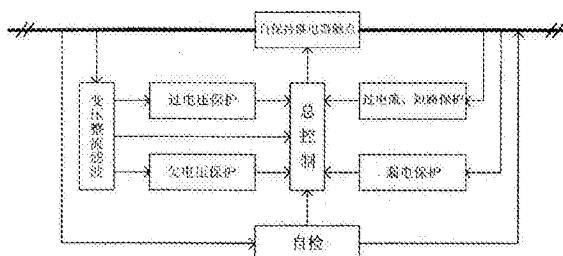 自保持继电器触点
变压整流滤波
过电压保护
总控制
过电流、短路保护
欠电压保护
漏电保护
自检